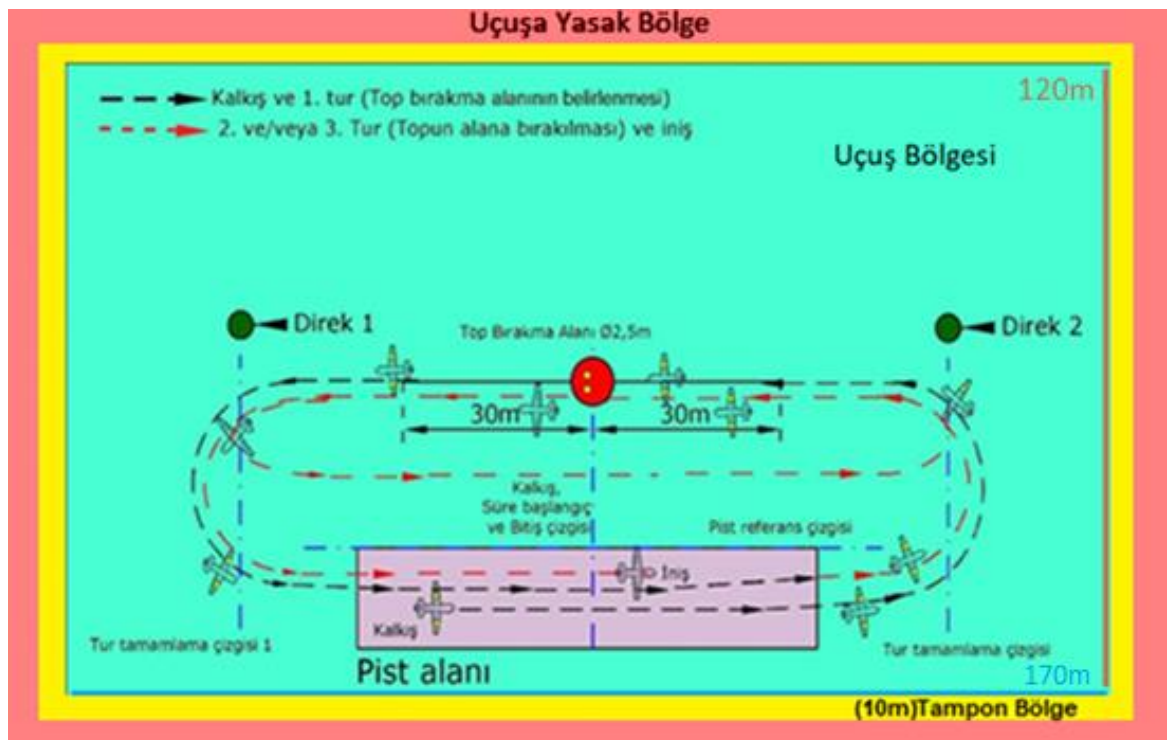 Uçuşa Yasak Bölge
Kalkış ve 1. tur (Top bırakma alanının belirlenmesi)
120m
2. ve/veya 3. Tur (Topun alana bırakılması) ve iniş
Uçuş Bölgesi
Direk 1
Top Bırakma Alanı Ø2,5m
Direk 2
30m
30m
Kalkış,
Süre başlangıç
ve Bitiş çizgisi
Pist referans çizgisi
İniş
Kalkış
Tur tamamlama çizgisi 1
Tur tamamlama çizgisi
Pist alanı
170m
(10m)Tampon Bölge